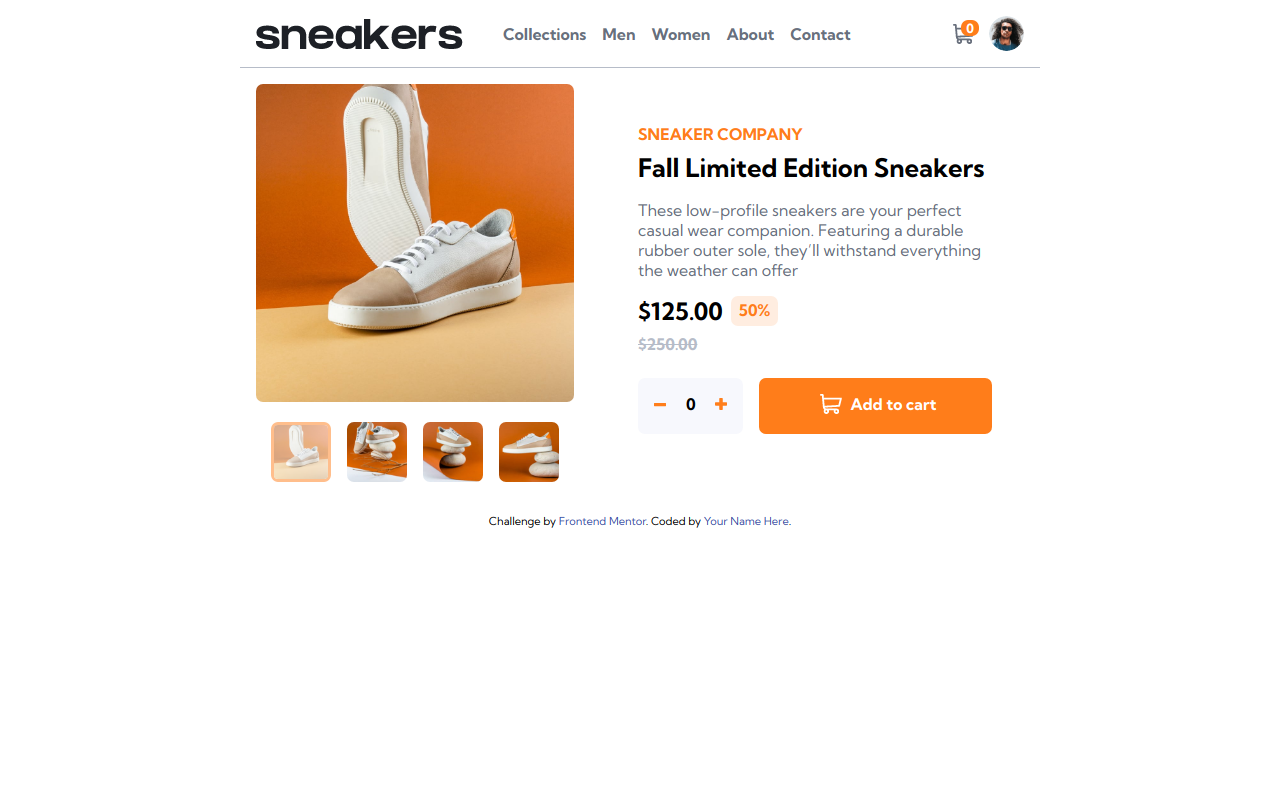 sneakers Collections Men Women About Contact 0
SNEAKER COMPANY
Fall Limited Edition Sneakers
These low-profile sneakers are your perfect
casual wear companion. Featuring a durable
rubber outer sole, they’ll withstand everything
the weather can offer
$125.00 50%
$250.00
0 Add to cart
Challenge by Frontend Mentor. Coded by Your Name Here.